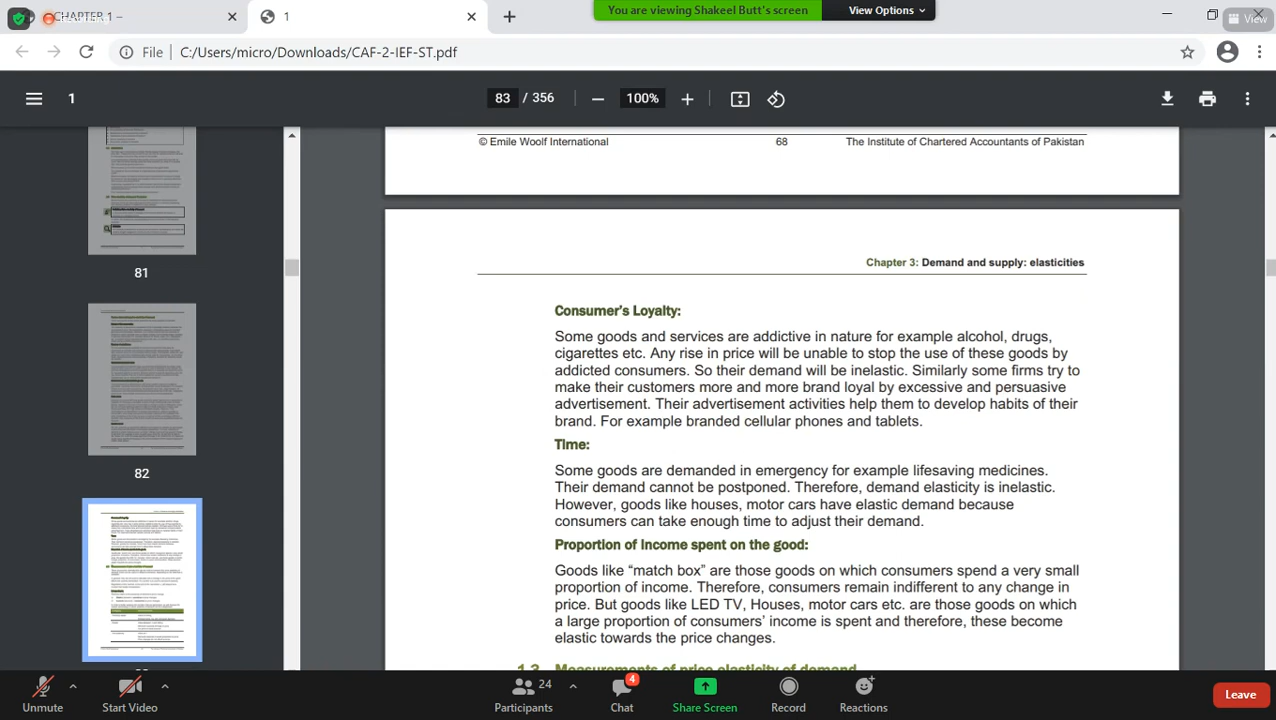 CHAPTER 1
1
You are viewing Shakeel Butt's screen
View Options
View
File
C:/Users/micro/Downloads/CAF-2-IEF-ST.pdf
1
83 / 356
100%
© Emile Woolf International
68
The Institute of Chartered Accountants of Pakistan
Chapter 3: Demand and supply: elasticities
Consumer's Loyalty:
Some goods and services are addictive in nature for example alcohol, drugs,
cigarettes etc. Any rise in price will be unable to stop the use of these goods by
addicted consumers. So their demand will be inelastic. Similarly some firms try to
make their customers more and more brand loyal by excessive and persuasive
advertisement. Their advertisement activities help them to develop habits of their
brand. For example branded cellular phones and tablets.
Time:
Some goods are demanded in emergency for example lifesaving medicines.
Their demand cannot be postponed. Therefore, demand elasticity is inelastic.
However, goods like houses, motor cars have elastic demand because
consumers can take enough time to adjust their demand.
Proportion of income spent on the good:
Goods like “match box” are those goods on which consumers spend a very small
proportion of income. Therefore, consumers remain indifferent to any change in
price. But goods like LED TV, Houses, motor cars etc. are those goods on which
a large proportion of consumers’ income is spent and therefore, these become
elastic towards the price changes.
1.3 Measurements of price elasticity of demand
81
82
Unmute
Start Video
24
Participants
4
Chat
Share Screen
Record
Reactions
Leave